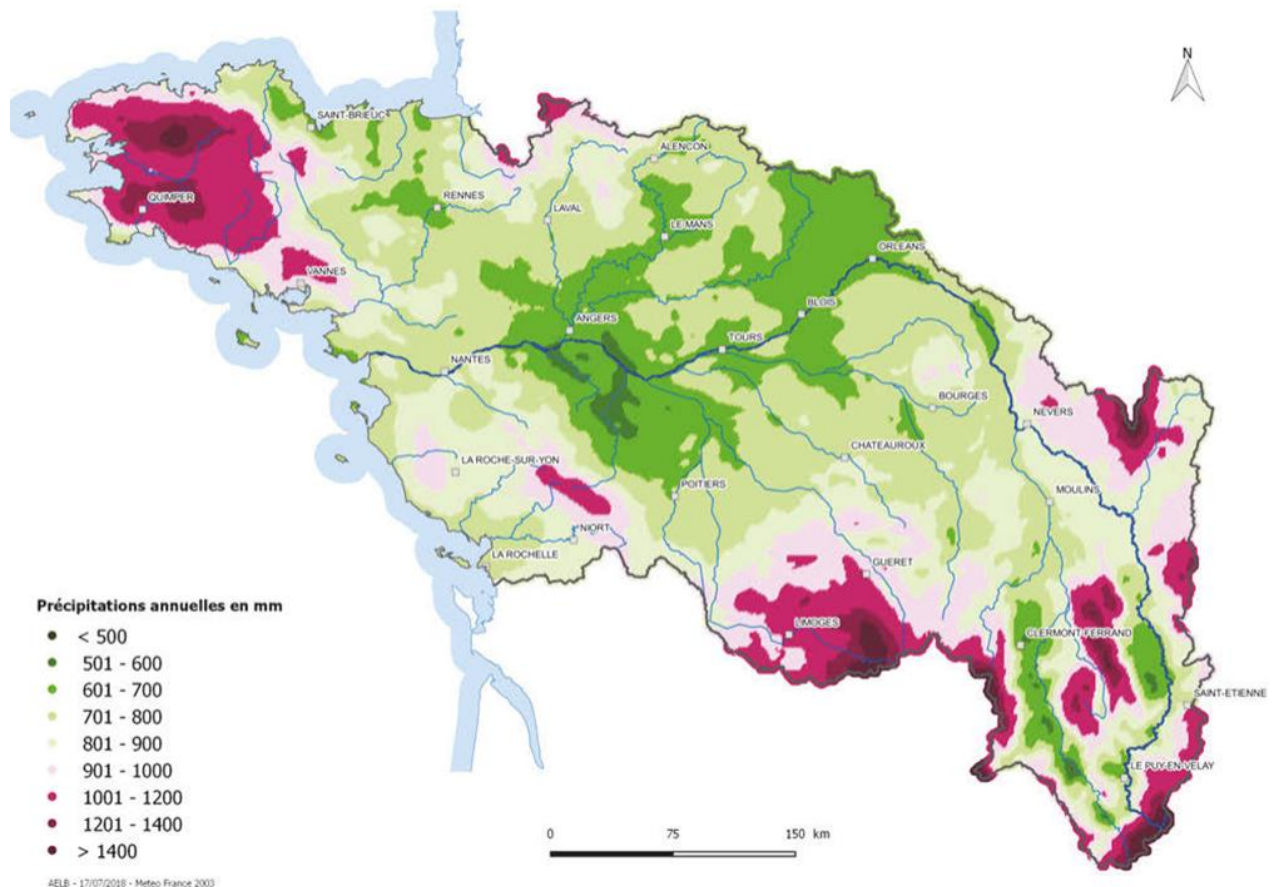 N
SAINT-BRIEUC
ALENCON
QUIMPER
RENNES
LAVAL
LE MANS
ORLEANS
VANNES
BLOIS
ANGERS
TOURS
NANTES
BOURGES
NEVERS
CHATEAUROUX
LA ROCHE-SUR-YON
POITIERS
MOULINS
NIORT
LA ROCHELLE
GUERET
LIMOGES
CLERMONT-FERRAND
SAINT-ETIENNE
LE PUY-EN-VELAY
Précipitations annuelles en mm
< 500
501 - 600
601 - 700
701 - 800
801 - 900
901 - 1000
1001 - 1200
1201 - 1400
> 1400
0 75 150 km
AELB - 17/07/2018 - Meteo France 2003